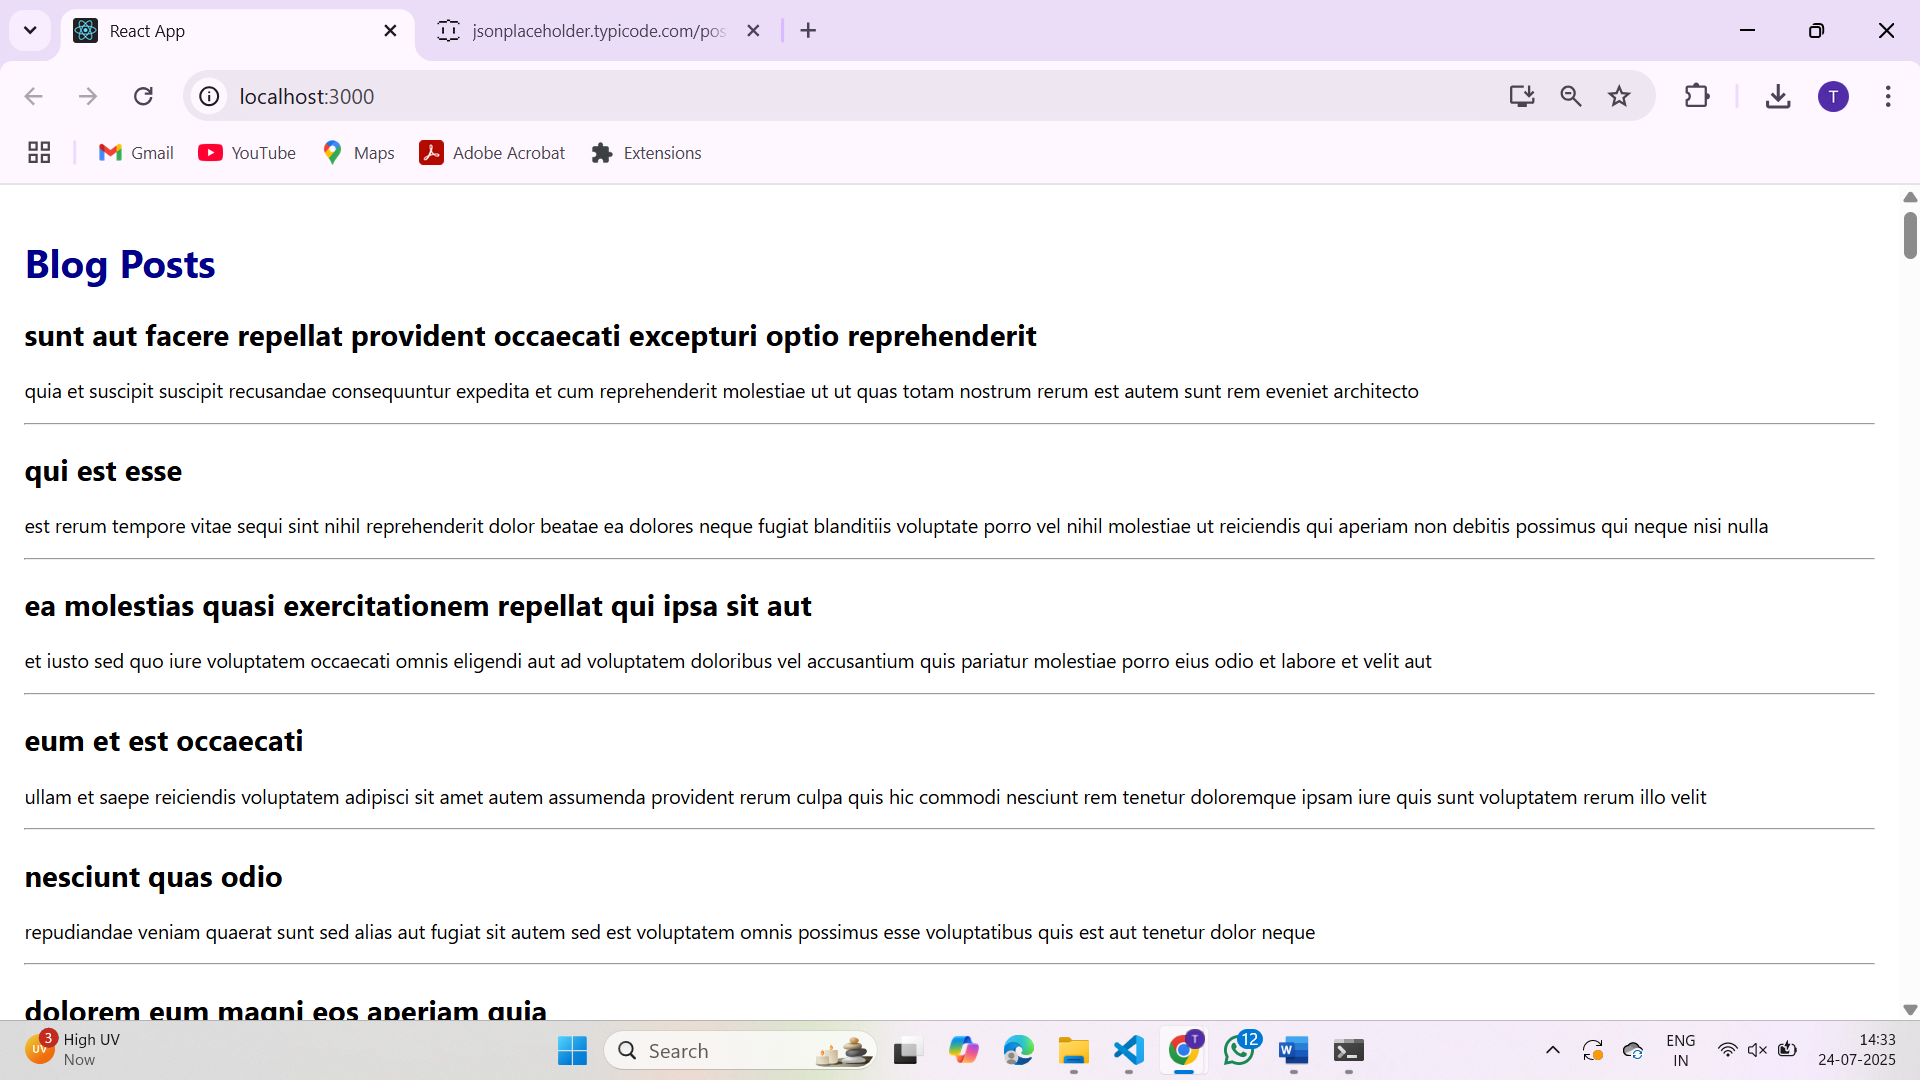 React App
jsonplaceholder.typicode.com/pos
localhost:3000
T
Gmail
YouTube
Maps
Adobe Acrobat
Extensions
Blog Posts
sunt aut facere repellat provident occaecati excepturi optio reprehenderit
quia et suscipit suscipit recusandae consequuntur expedita et cum reprehenderit molestiae ut ut quas totam nostrum rerum est autem sunt rem eveniet architecto
qui est esse
est rerum tempore vitae sequi sint nihil reprehenderit dolor beatae ea dolores neque fugiat blanditiis voluptate porro vel nihil molestiae ut reiciendis qui aperiam non debitis possimus qui neque nisi nulla
ea molestias quasi exercitationem repellat qui ipsa sit aut
et iusto sed quo iure voluptatem occaecati omnis eligendi aut ad voluptatem doloribus vel accusantium quis pariatur molestiae porro eius odio et labore et velit aut
eum et est occaecati
ullam et saepe reiciendis voluptatem adipisci sit amet autem assumenda provident rerum culpa quis hic commodi nesciunt rem tenetur doloremque ipsam iure quis sunt voluptatem rerum illo velit
nesciunt quas odio
repudiandae veniam quaerat sunt sed alias aut fugiat sit autem sed est voluptatem omnis possimus esse voluptatibus quis est aut tenetur dolor neque
dolorem eum magni eos aperiam quia
3
UV
High UV
Now
Search
T
12
W
ENG
IN
14:33
24-07-2025